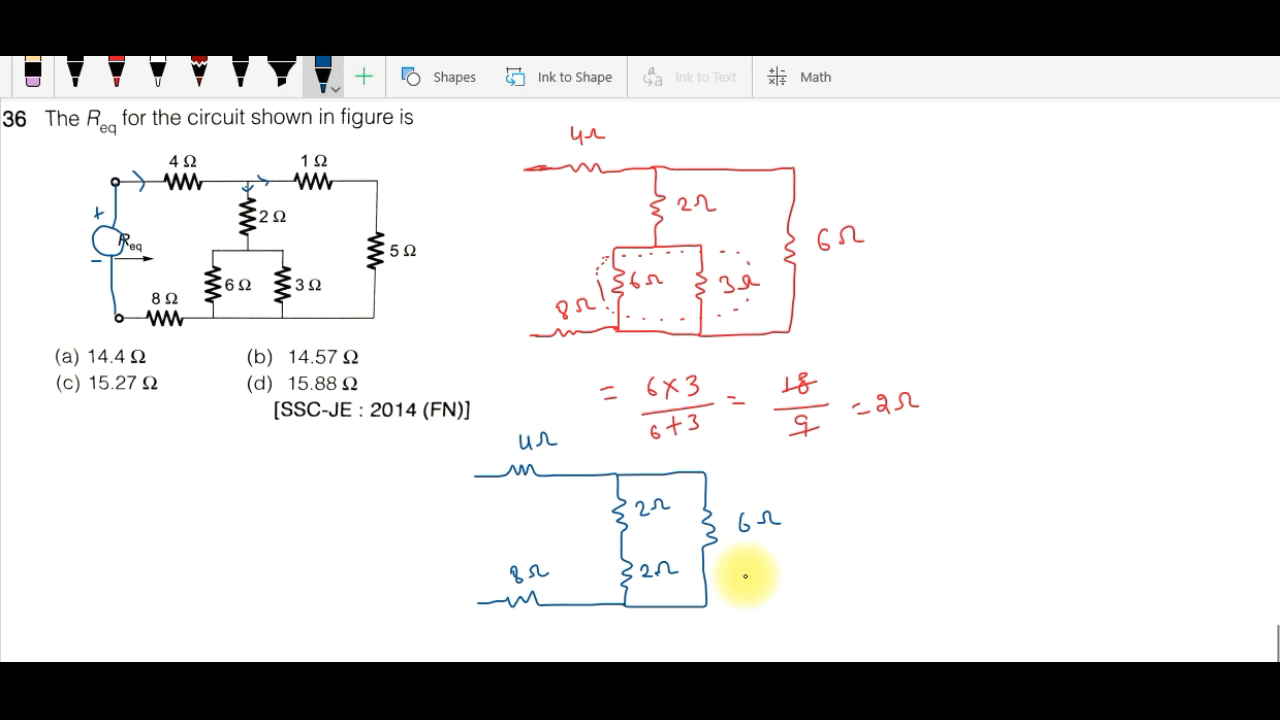 Shapes
Ink to Shape
Ink to Text
Math
36 The Req for the circuit shown in figure is
4 Ω
1 Ω
2 Ω
+
Req
5 Ω
-
6 Ω
3 Ω
8 Ω
(a) 14.4 Ω (b) 14.57 Ω
(c) 15.27 Ω (d) 15.88 Ω
[SSC-JE : 2014 (FN)]
4Ω
2Ω
6Ω
6Ω
3Ω
8Ω
= 6×3/6+3 = 18/9 = 2Ω
4Ω
2Ω
6Ω
8Ω
2Ω